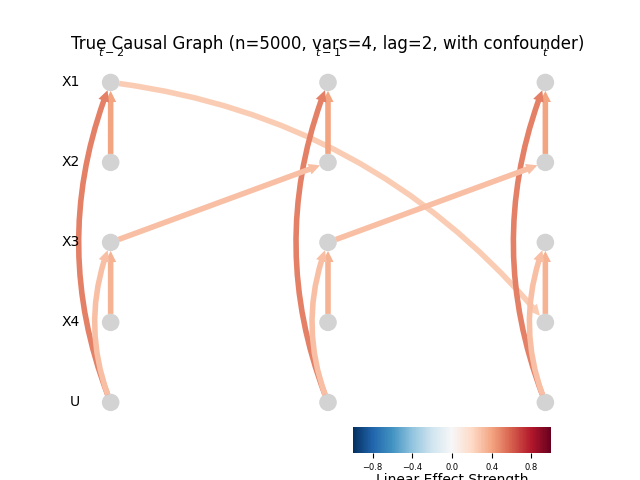 True Causal Graph (n=5000, vars=4, lag=2, with confounder)
t − 2 t − 1 t
X1
X2
X3
X4
U
−0.8 −0.4 0.0 0.4 0.8
Linear Effect Strength